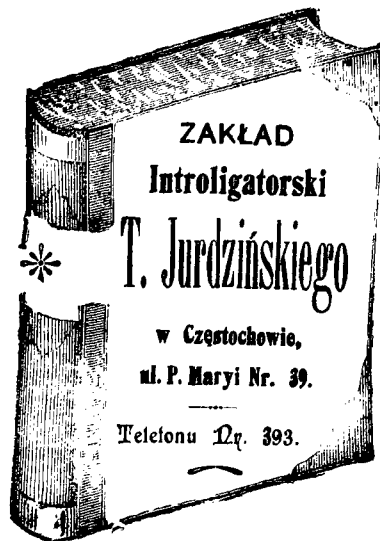 ZAKŁAD
Introligatorski
T. Jurdzińskiego
w Częstochowie,
ul. P. Maryi Nr. 39.
Telefonu Nr. 393.